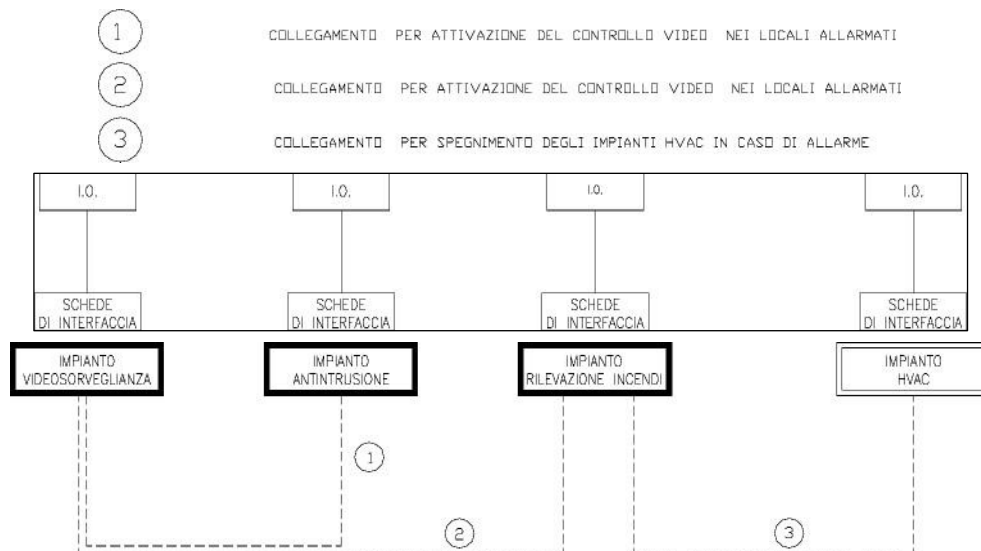 1 COLLEGAMENTO PER ATTIVAZIONE DEL CONTROLLO VIDEO NEI LOCALI ALLARMATI
2 COLLEGAMENTO PER ATTIVAZIONE DEL CONTROLLO VIDEO NEI LOCALI ALLARMATI
3 COLLEGAMENTO PER SPEGNIMENTO DEGLI IMPIANTI HVAC IN CASO DI ALLARME
I.O. I.O. I.O. I.O.
SCHEDE SCHEDE SCHEDE SCHEDE
DI INTERFACCIA DI INTERFACCIA DI INTERFACCIA DI INTERFACCIA
IMPIANTO IMPIANTO IMPIANTO IMPIANTO
VIDEOSORVEGLIANZA ANTINTRUSIONE RILEVAZIONE INCENDI HVAC
1
2 3